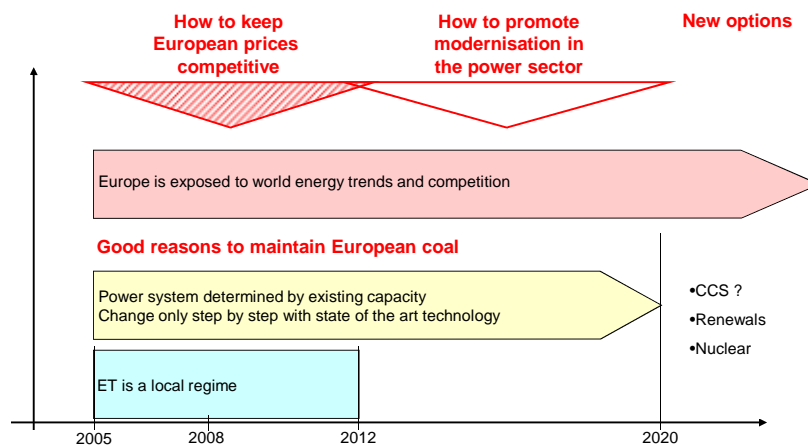 How to keep
European prices
competitive
How to promote
modernisation in
the power sector
New options
Europe is exposed to world energy trends and competition
Good reasons to maintain European coal
Power system determined by existing capacity
Change only step by step with state of the art technology
•CCS ?
•Renewals
•Nuclear
ET is a local regime
2005
2008
2012
2020